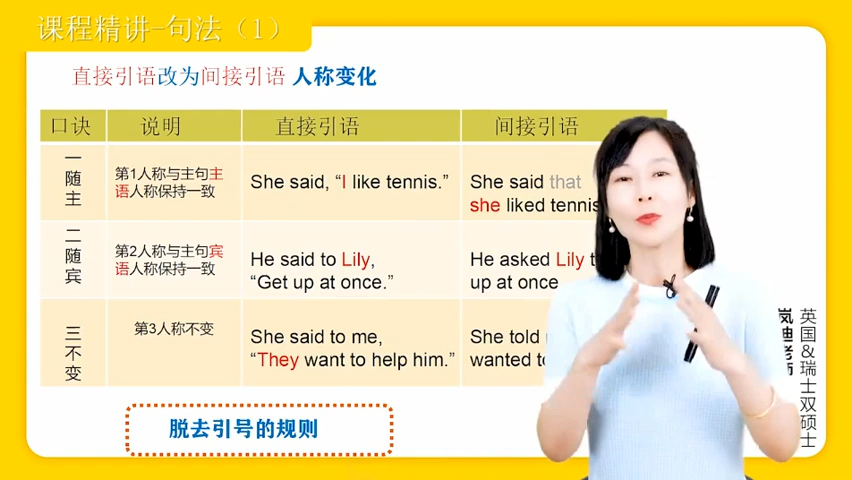 课程精讲-句法（1）
直接引语改为间接引语 人称变化
口诀 说明 直接引语 间接引语
一随主
第1人称与主句主
语人称保持一致
She said, “I like tennis.”
She said that
she liked tennis
二随宾
第2人称与主句宾
语人称保持一致
He said to Lily,
“Get up at once.”
He asked Lily t
up at once
三不变
第3人称不变
She said to me,
“They want to help him.”
She told
wanted to
脱去引号的规则
英国&瑞士双硕士
岚迪老师